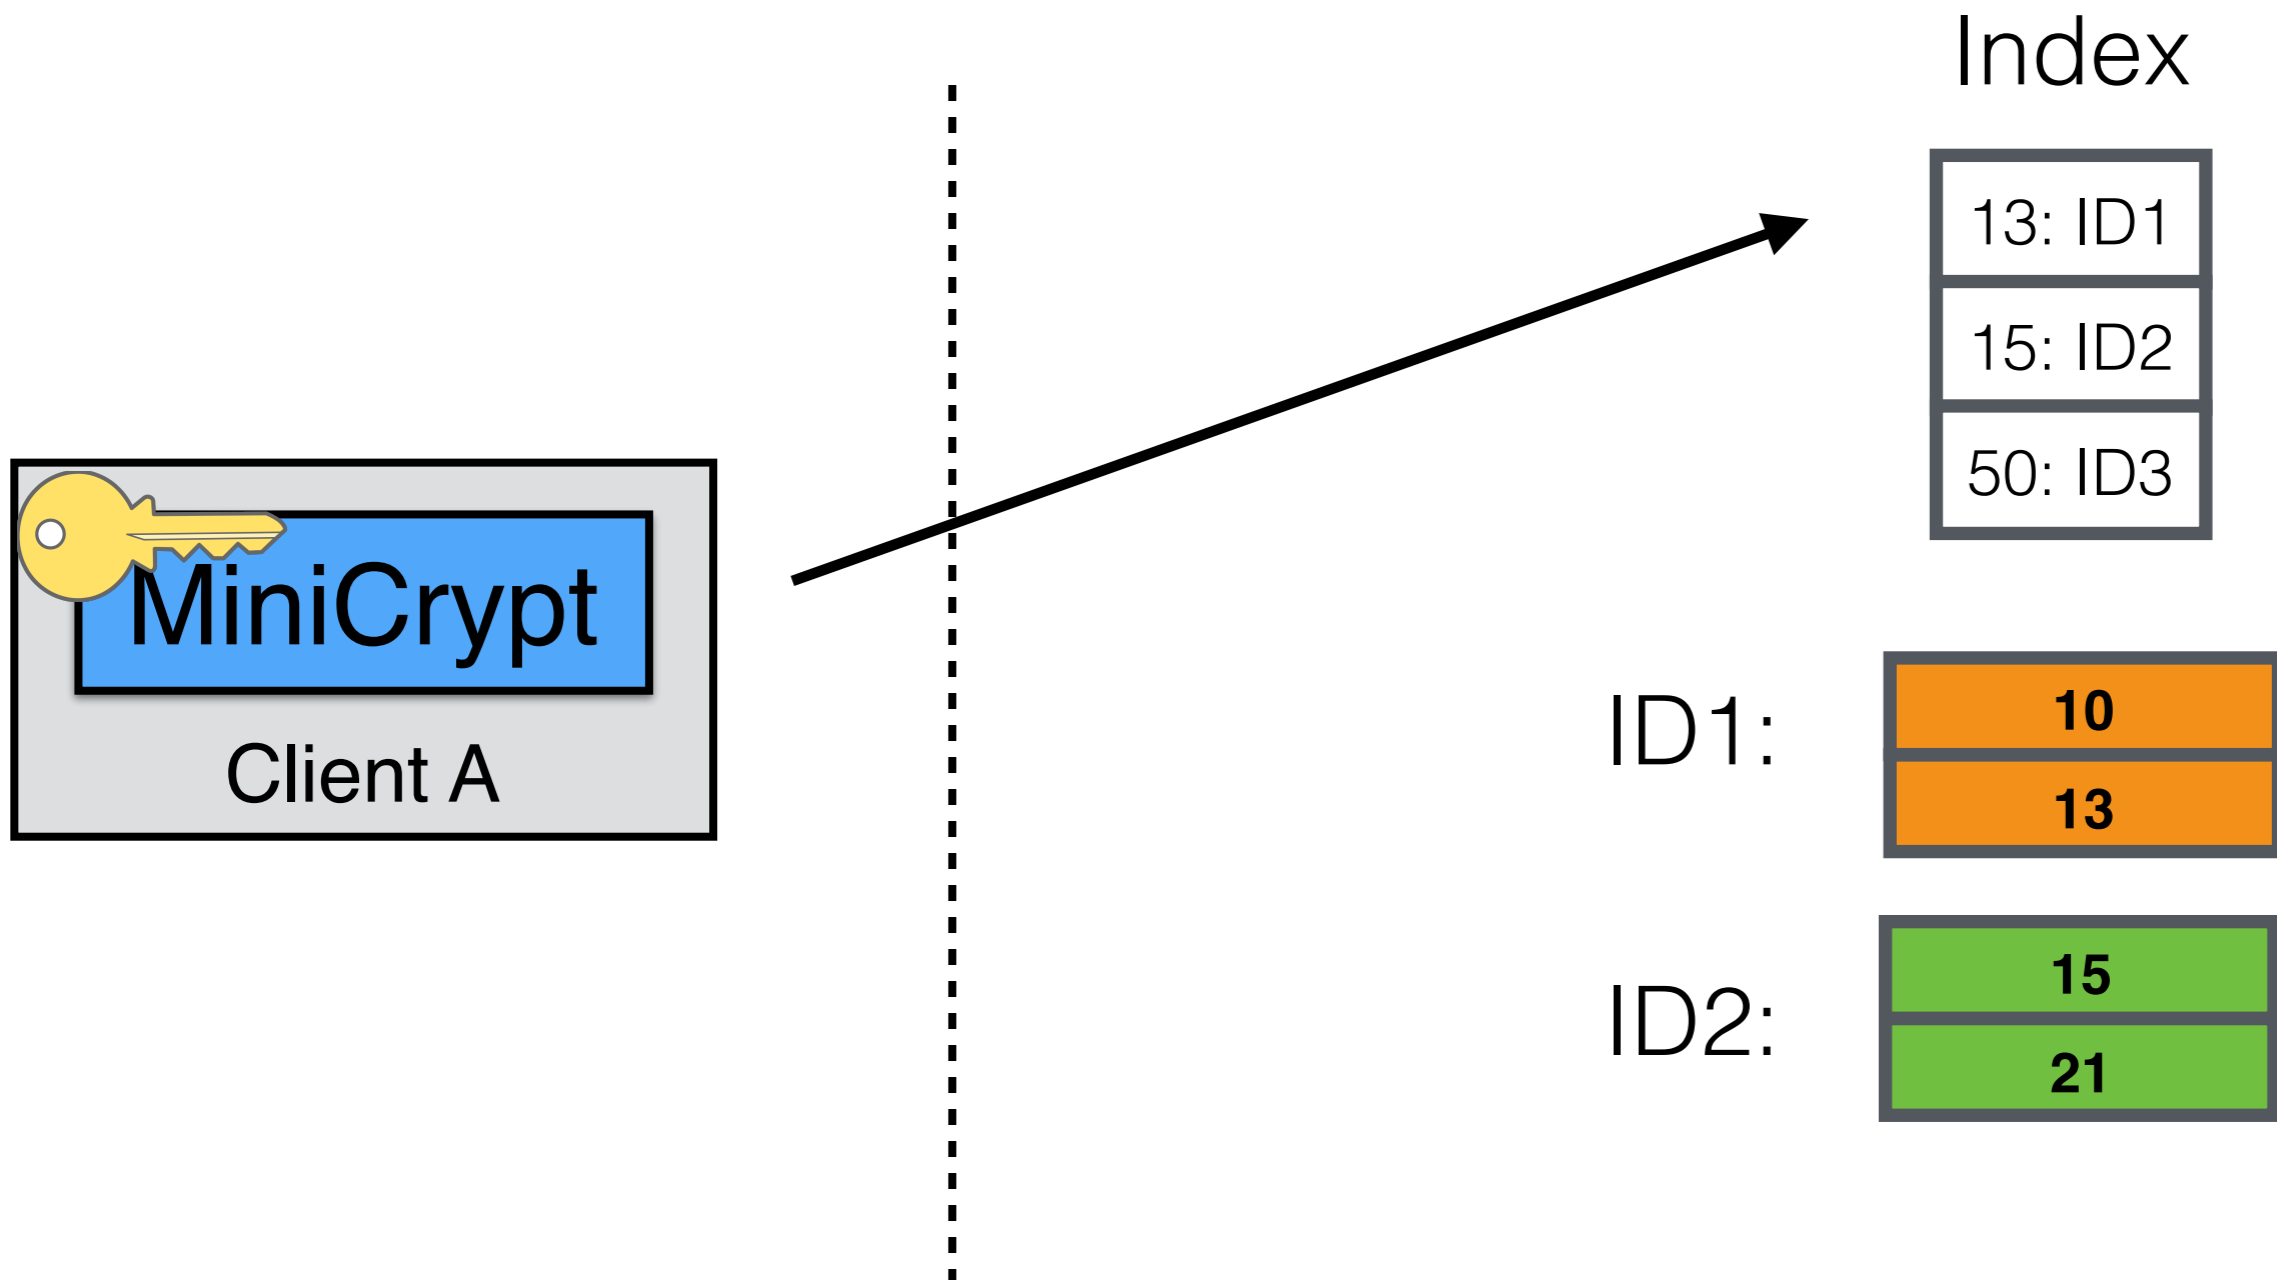 Index
13: ID1
15: ID2
50: ID3
MiniCrypt
Client A
ID1:
10
13
ID2:
15
21